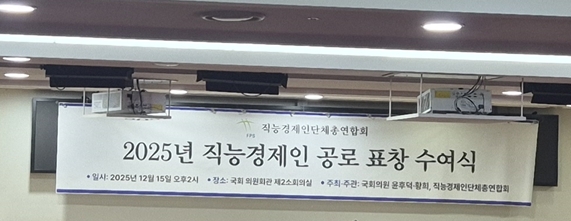 FPE 직능경제인단체총연합회
2025년 직능경제인 공로 표창 수여식
• 일시: 2025년 12월 15일 오후2시 • 장소: 국회 의원회관 제2소회의실 • 주최·주관: 국회의원 윤후덕·황희, 직능경제인단체총연합회